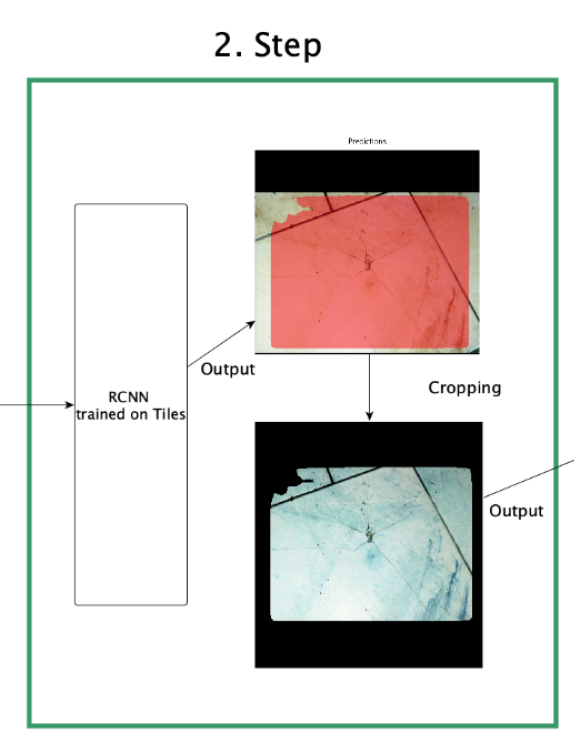 2. Step
Predictions
Output
RCNN
trained on Tiles
Cropping
Output